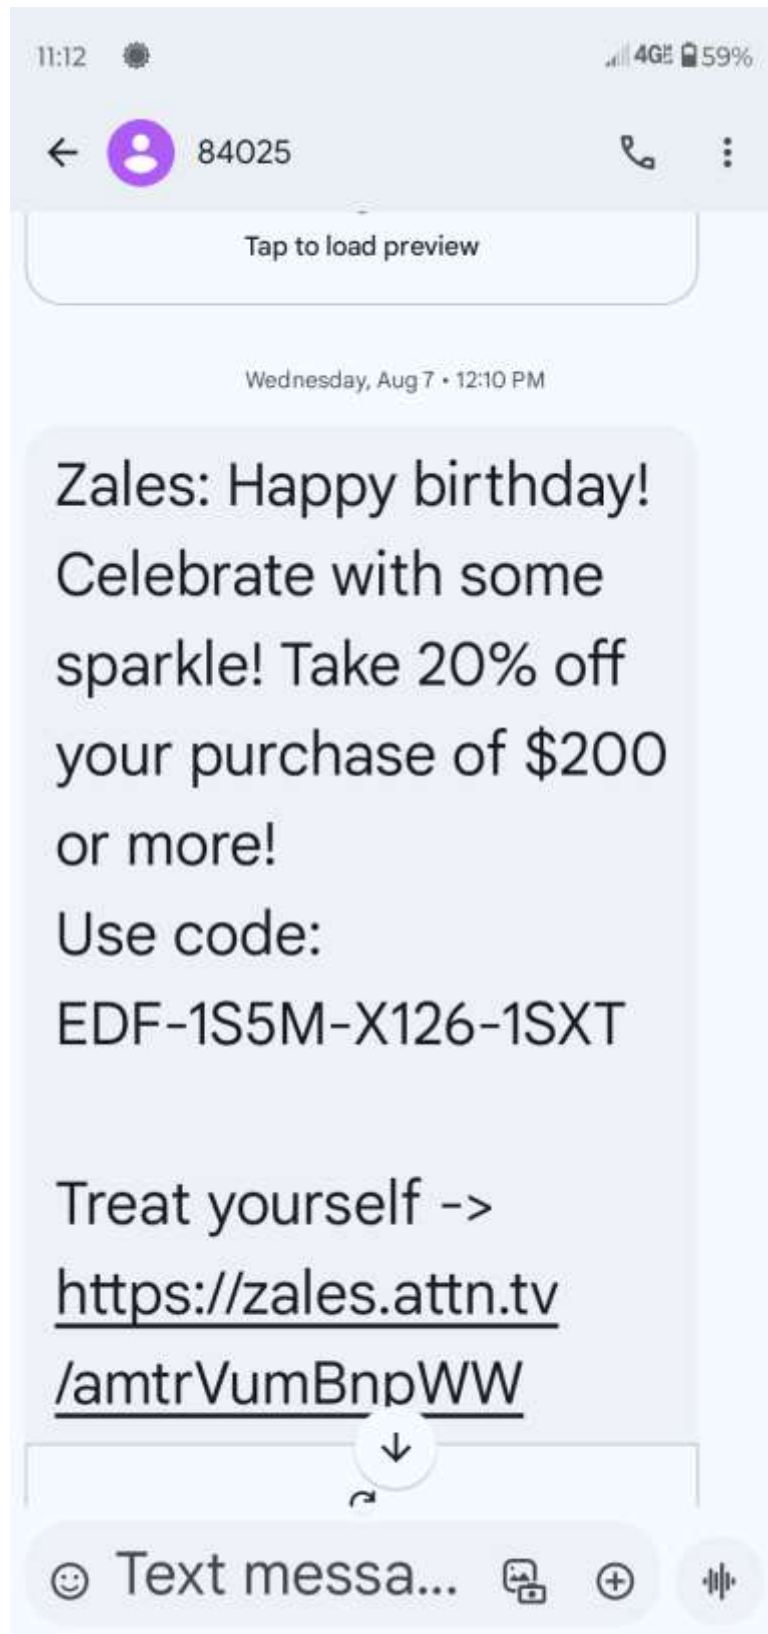 11:12 4G 59%
84025
Tap to load preview
Wednesday, Aug 7 • 12:10 PM
Zales: Happy birthday!
Celebrate with some
sparkle! Take 20% off
your purchase of $200
or more!
Use code:
EDF-1S5M-X126-1SXT
Treat yourself ->
https://zales.attn.tv
/amtrVumBnpWW
Text messa...